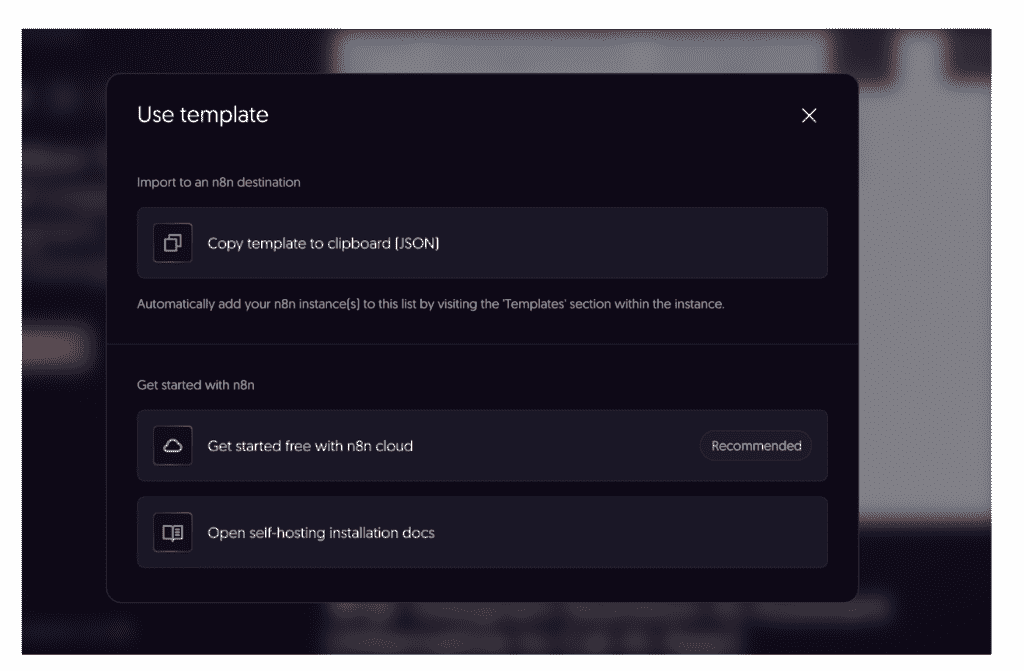 Use template
Import to an n8n destination
Copy template to clipboard (JSON)
Automatically add your n8n instance(s) to this list by visiting the 'Templates' section within the instance.
Get started with n8n
Get started free with n8n cloud
Recommended
Open self-hosting installation docs